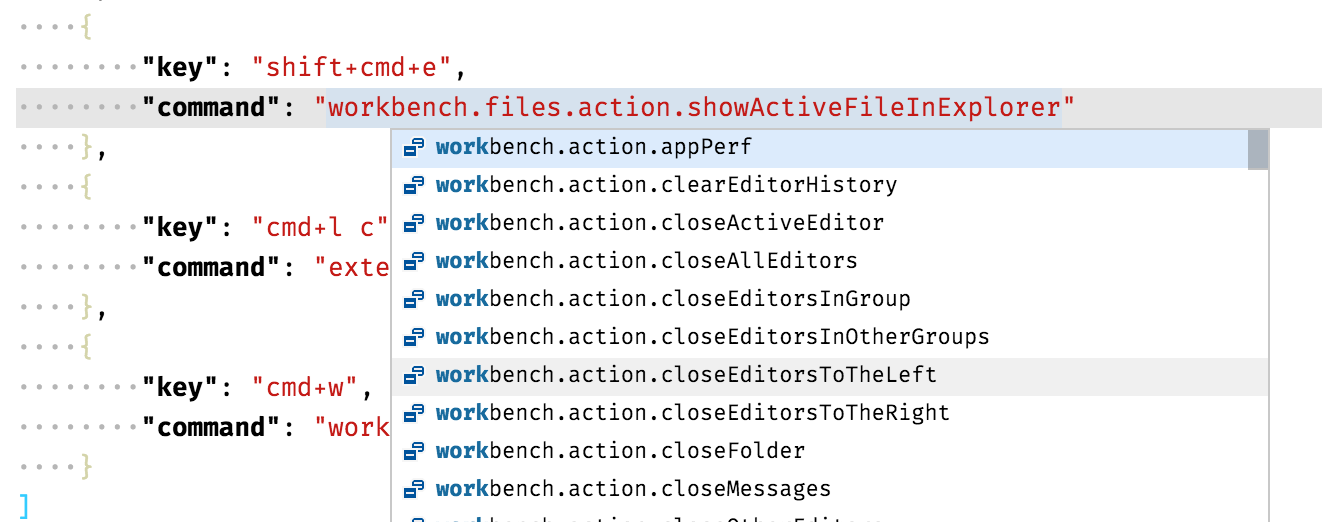 {
"key": "shift+cmd+e",
"command": "workbench.files.action.showActiveFileInExplorer"
},
{
"key": "cmd+l c"
"command": "exte
},
{
"key": "cmd+w",
"command": "work
}
]
workbench.action.appPerf
workbench.action.clearEditorHistory
workbench.action.closeActiveEditor
workbench.action.closeAllEditors
workbench.action.closeEditorsInGroup
workbench.action.closeEditorsInOtherGroups
workbench.action.closeEditorsToTheLeft
workbench.action.closeEditorsToTheRight
workbench.action.closeFolder
workbench.action.closeMessages